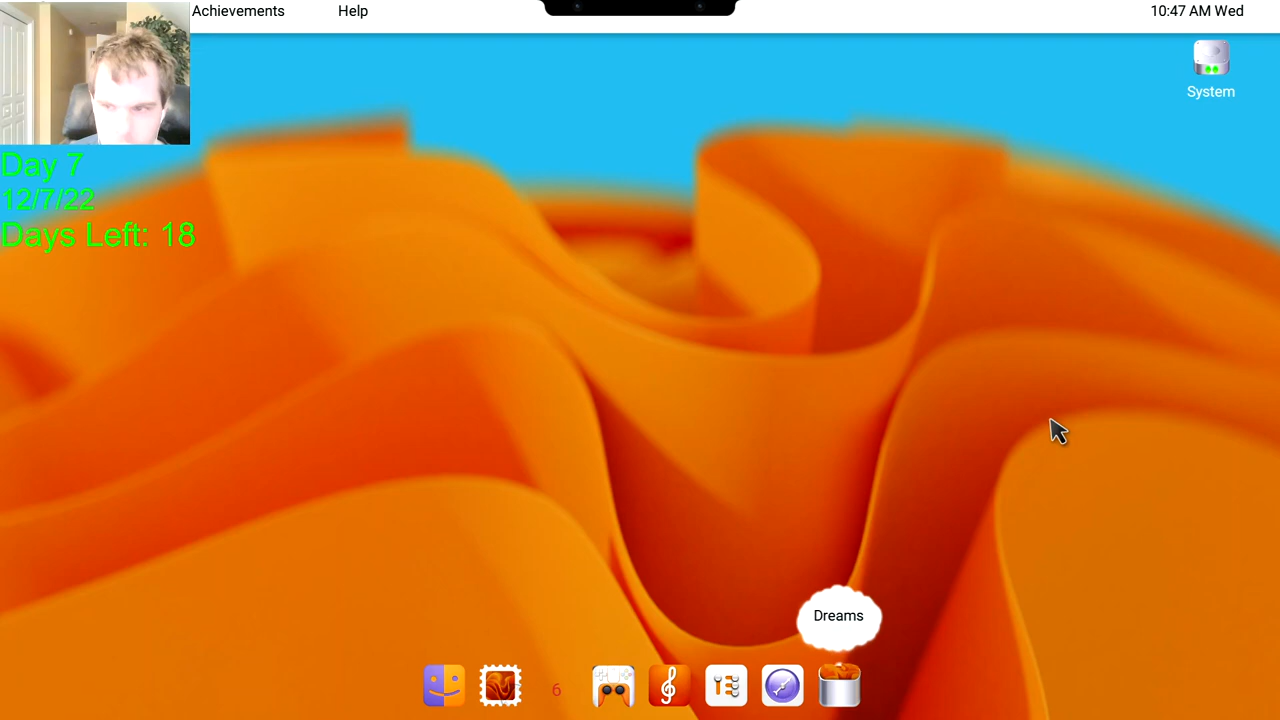 Achievements
Help
10:47 AM Wed
System
Day 7
12/7/22
Days Left: 18
Dreams
6